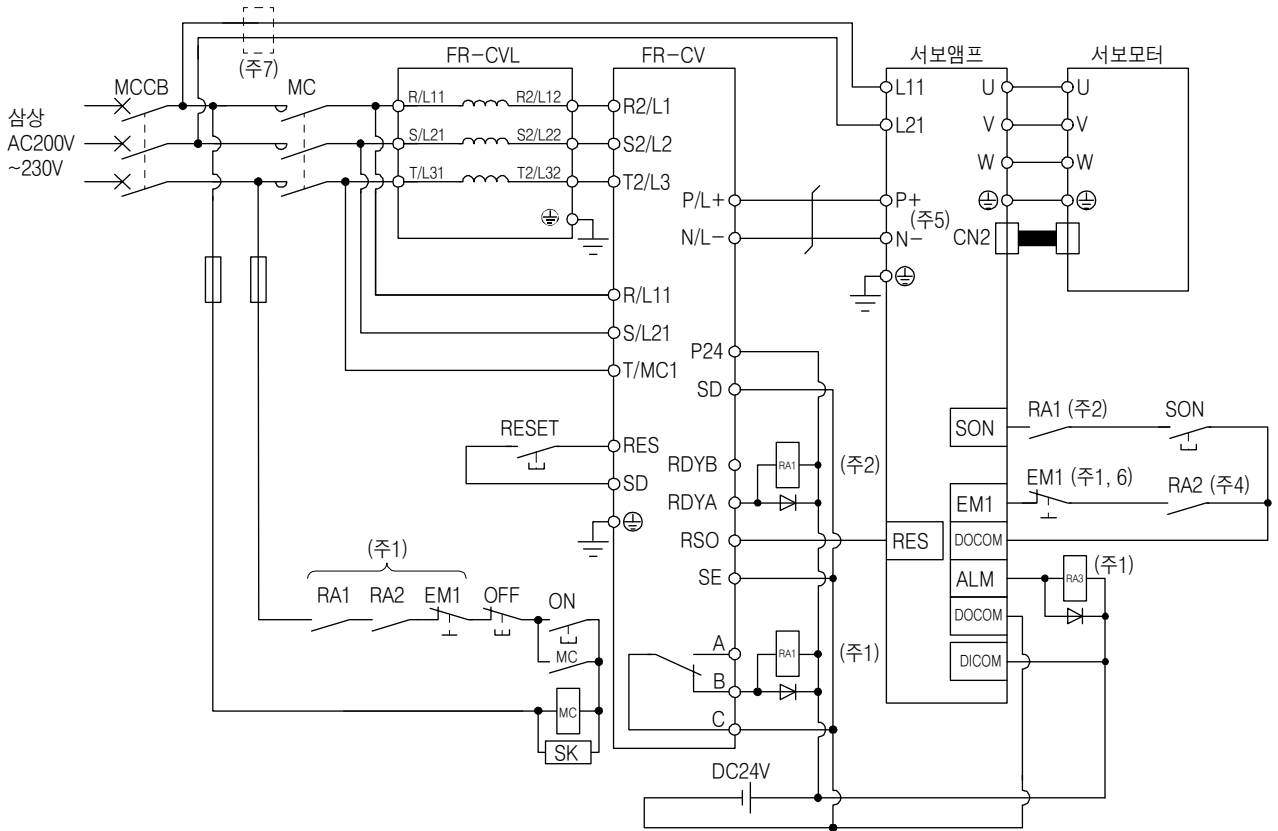 (주7)
FR-CVL
FR-CV
서보앰프
서보모터
MCCB
MC
삼상
AC200V
~230V
R/L11
R2/L12
R2/L1
S/L21
S2/L22
S2/L2
T/L31
T2/L32
T2/L3
L11
L21
U
U
V
V
W
W
P/L+
P+
(주5)
N/L-
N-
CN2
R/L11
S/L21
T/MC1
P24
SD
RESET
RES
SD
RDYB
RDYA
RA1
(주2)
RSO
RES
SE
SON
RA1 (주2)
SON
EM1
EM1 (주1, 6)
RA2 (주4)
DOCOM
ALM
RA3
(주1)
DOCOM
DICOM
(주1)
RA1
RA2
EM1
OFF
ON
MC
MC
SK
A
B
C
RA1
(주1)
DC24V